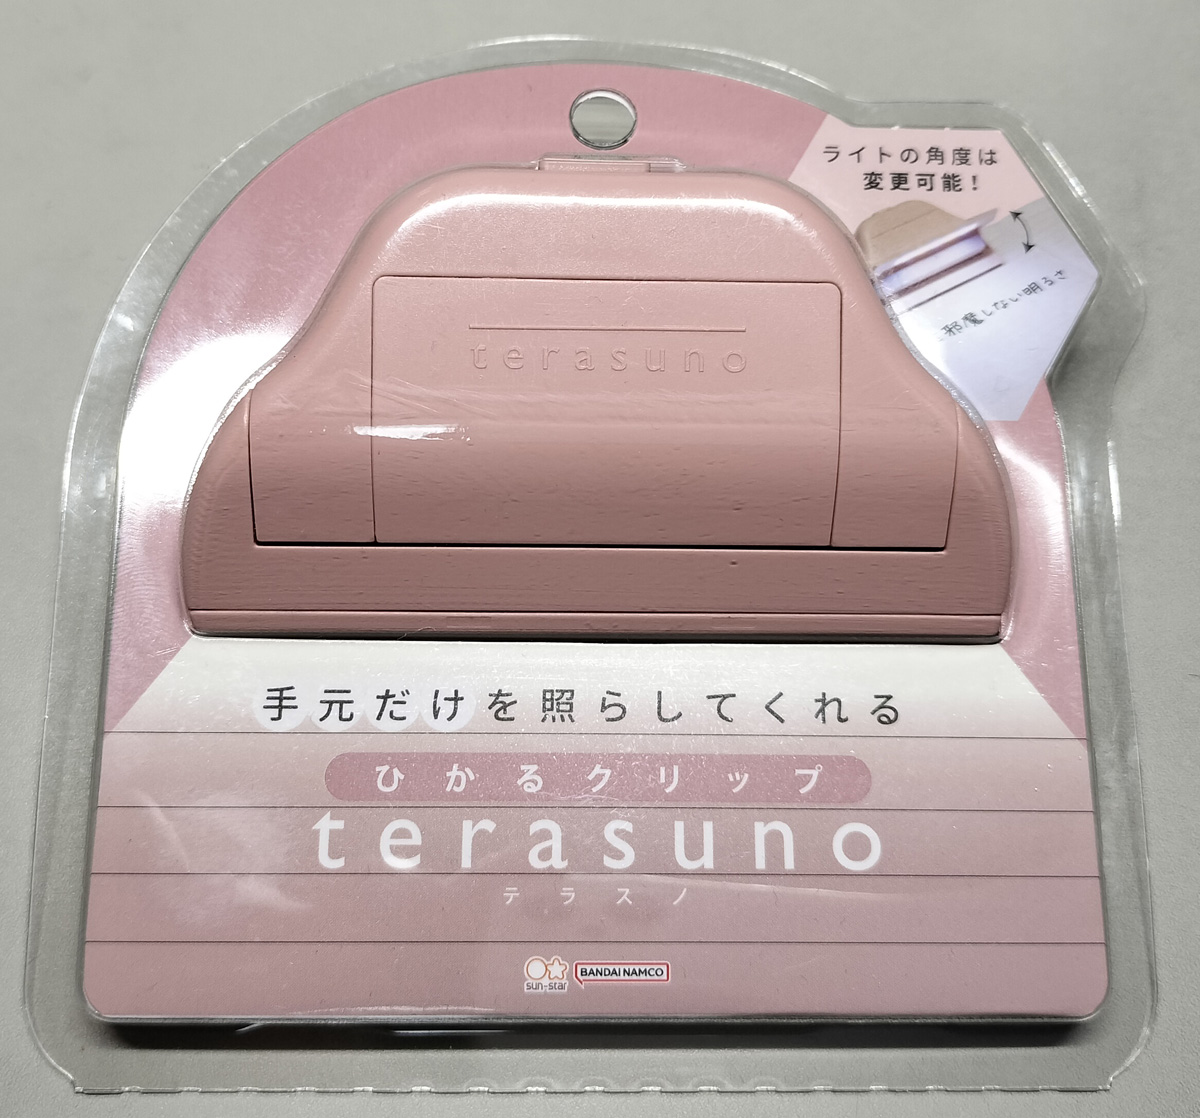 ライトの角度は
変更可能！
邪魔しない明るさ
terasuno
手元だけを照らしてくれる
ひかるクリップ
terasuno
テラスノ
sun-star
BANDAI NAMCO